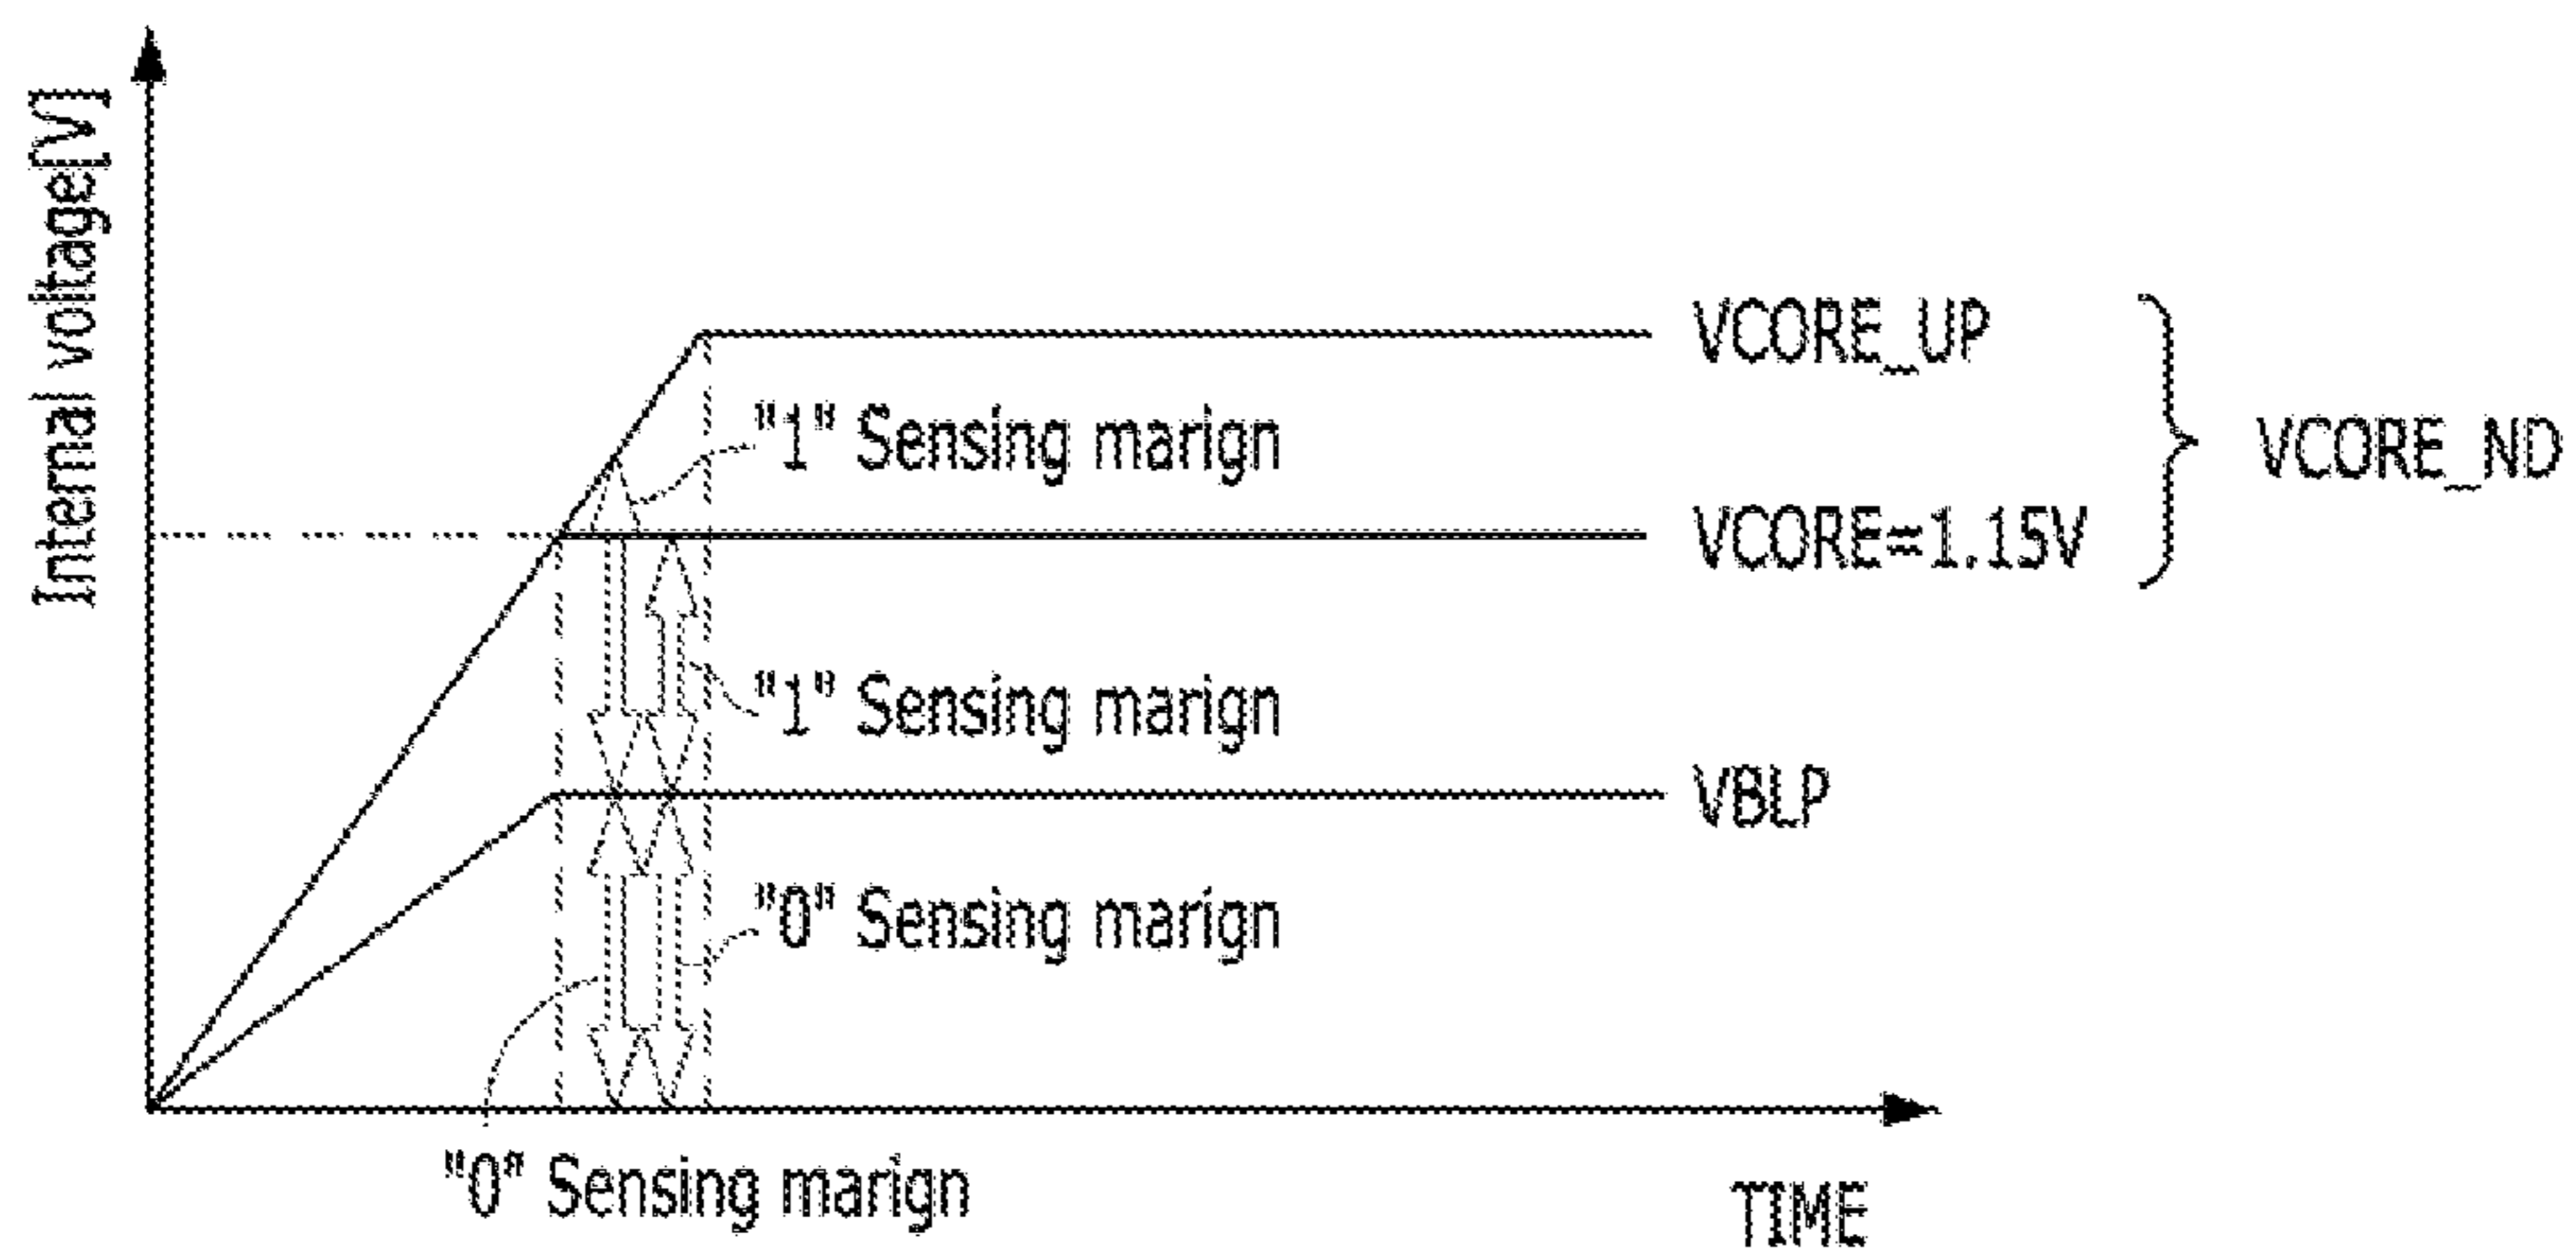 Internal voltage[V]
VCORE_UP
"1" Sensing marign
VCORE_ND
VCORE=1.15V
"1" Sensing marign
VBLP
"0" Sensing marign
"0" Sensing marign
TIME